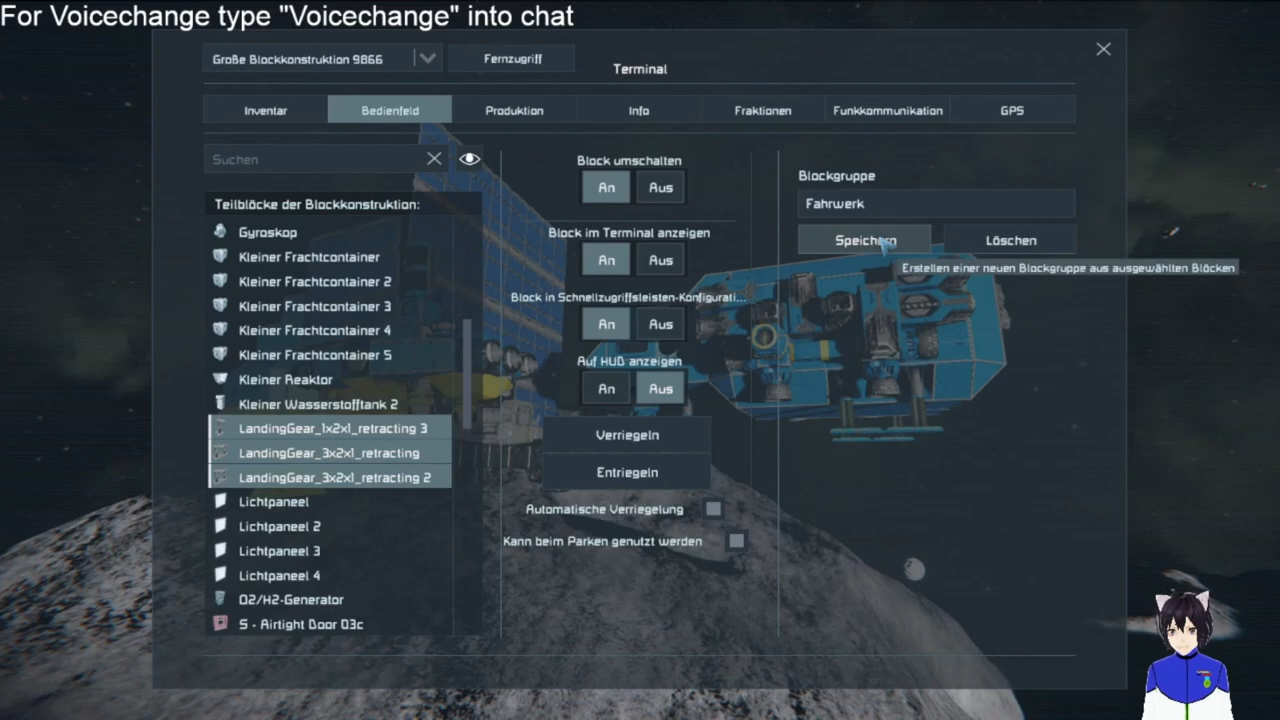 For Voicechange type "Voicechange" into chat
Große Blockkonstruktion 9866
Fernzugriff
Terminal
Inventar
Bedienfeld
Produktion
Info
Fraktionen
Funkkommunikation
GPS
Suchen
Teilblöcke der Blockkonstruktion:
Gyroskop
Kleiner Frachtcontainer
Kleiner Frachtcontainer 2
Kleiner Frachtcontainer 3
Kleiner Frachtcontainer 4
Kleiner Frachtcontainer 5
Kleiner Reaktor
Kleiner Wasserstofftank 2
LandingGear_1x2x1_retracting 3
LandingGear_3x2x1_retracting
LandingGear_3x2x1_retracting 2
Lichtpaneel
Lichtpaneel 2
Lichtpaneel 3
Lichtpaneel 4
O2/H2-Generator
S - Airtight Door 03c
Block umschalten
An Aus
Block im Terminal anzeigen
An Aus
Block in Schnellzugriffsleisten-Konfigurati...
An Aus
Auf HUD anzeigen
An Aus
Verriegeln
Entriegeln
Automatische Verriegelung
Kann beim Parken genutzt werden
Blockgruppe
Fahrwerk
Speichern
Löschen
Erstellen einer neuen Blockgruppe aus ausgewählten Blöcken